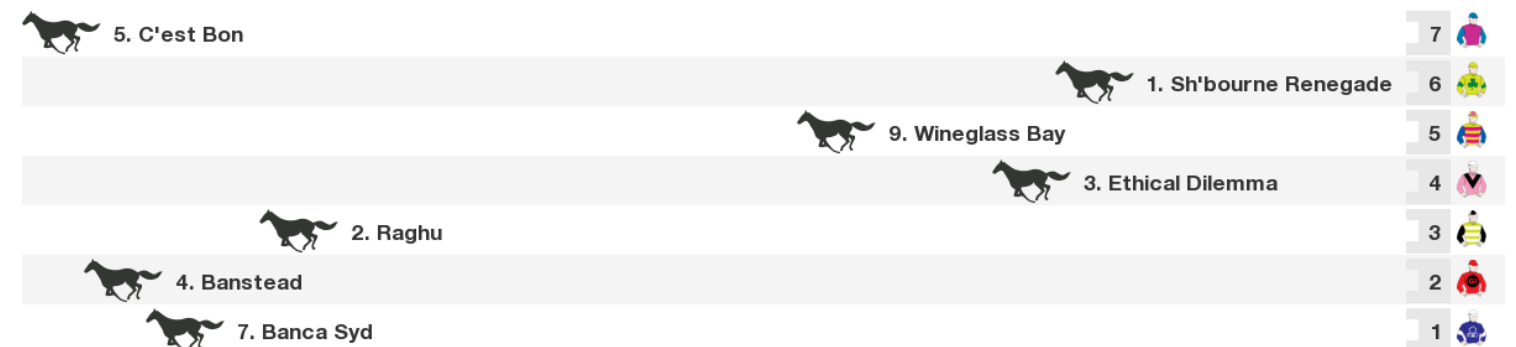 5. C'est Bon 7
1. Sh'bourne Renegade 6
9. Wineglass Bay 5
3. Ethical Dilemma 4
2. Raghu 3
4. Banstead 2
7. Banca Syd 1